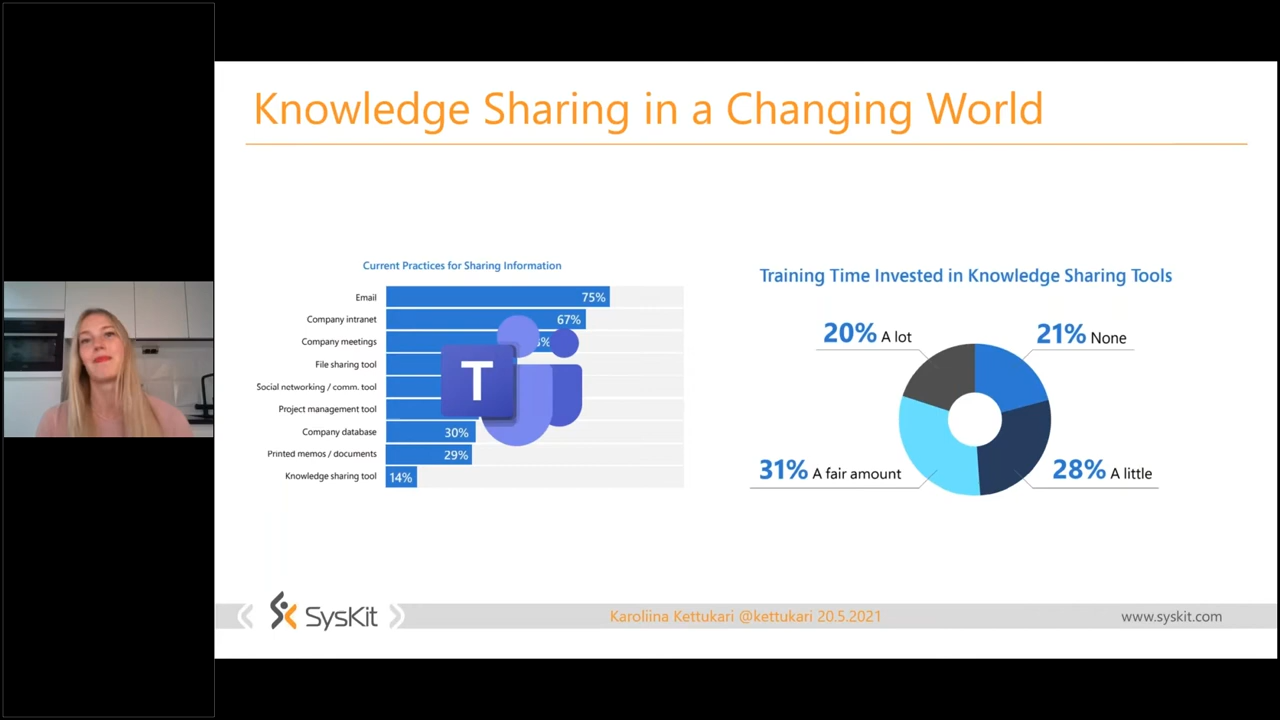 Knowledge Sharing in a Changing World
Current Practices for Sharing Information
Email 75%
Company intranet 67%
Company meetings
File sharing tool
Social networking / comm. tool
Project management tool
Company database 30%
Printed memos / documents 29%
Knowledge sharing tool 14%
T
Training Time Invested in Knowledge Sharing Tools
20% A lot
21% None
31% A fair amount
28% A little
SysKit
Karoliina Kettukari @kettukari 20.5.2021
www.syskit.com